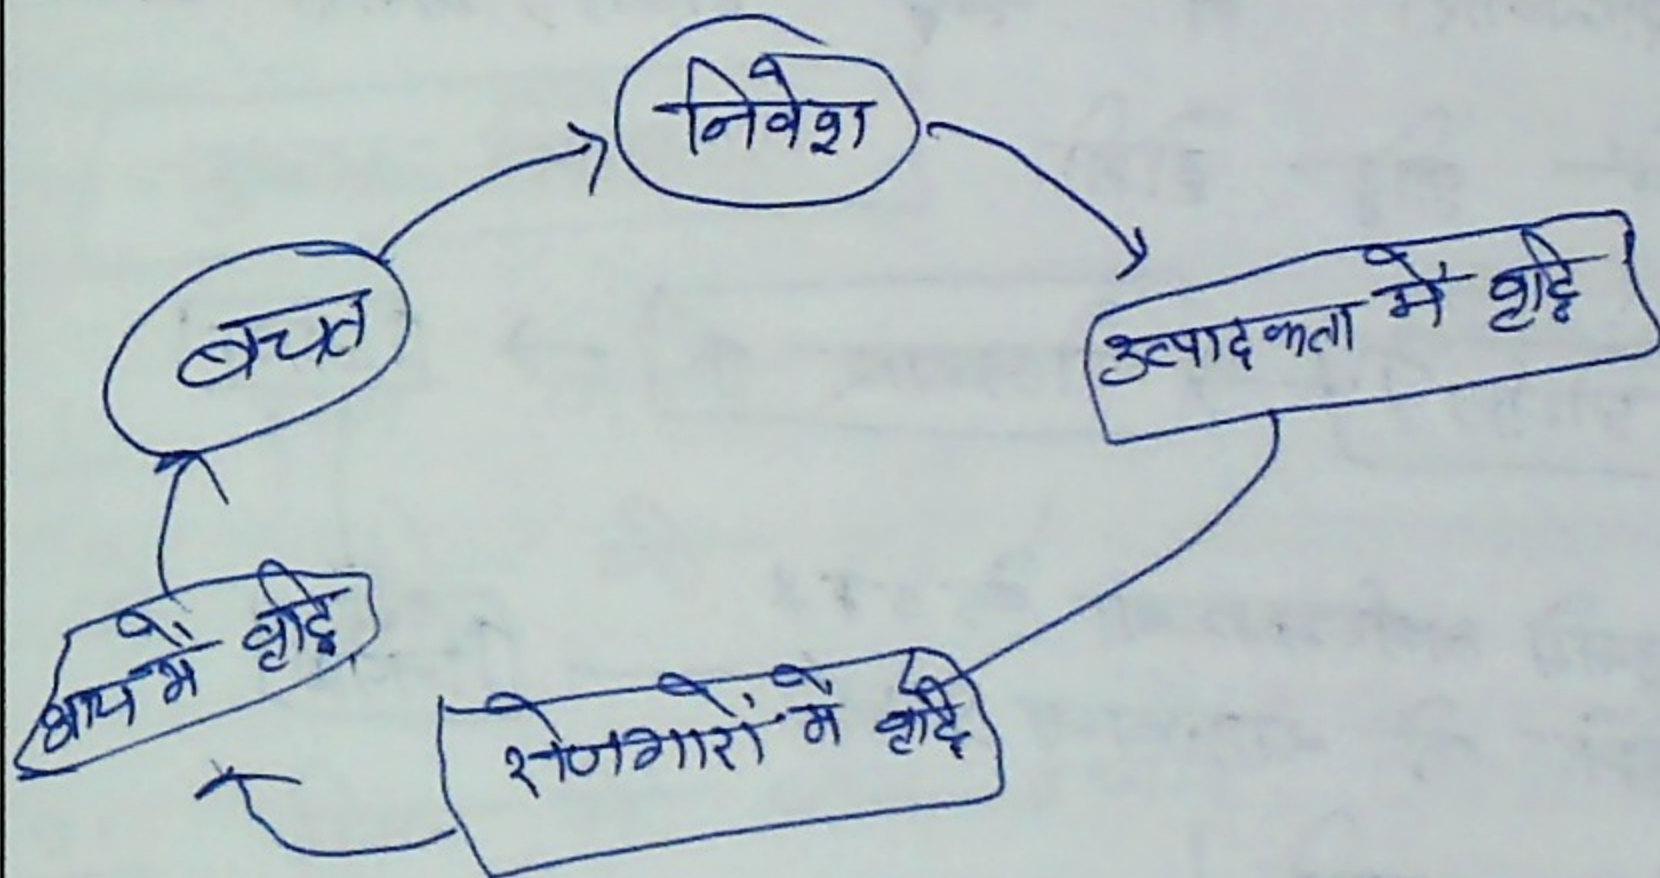 निवेश
बचत
उत्पादकता में वृद्धि
रोजगारों में वृद्धि
आय में वृद्धि